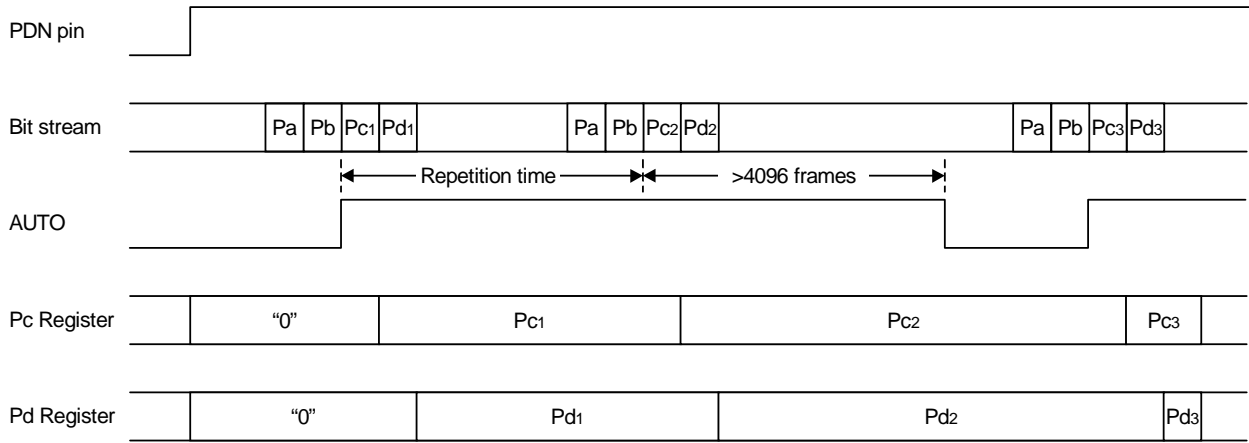 PDN pin
Bit stream Pa Pb Pc1 Pd1 Pa Pb Pc2 Pd2 Pa Pb Pc3 Pd3
Repetition time >4096 frames
AUTO
Pc Register “0” Pc1 Pc2 Pc3
Pd Register “0” Pd1 Pd2 Pd3